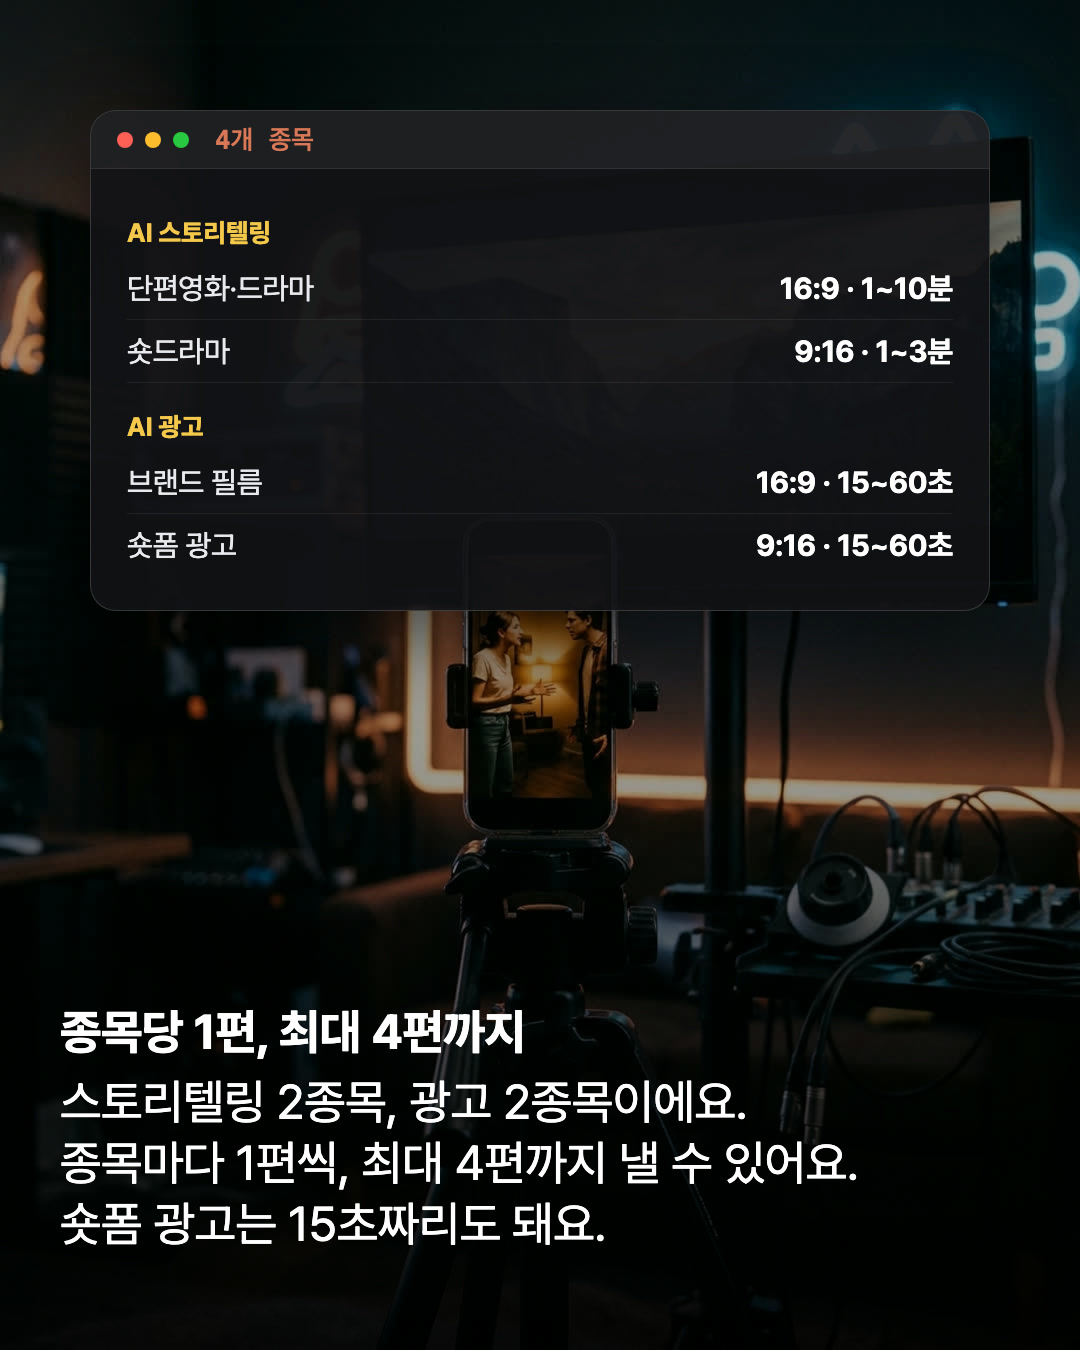 4개 종목
AI 스토리텔링
단편영화·드라마 16:9 · 1~10분
숏드라마 9:16 · 1~3분
AI 광고
브랜드 필름 16:9 · 15~60초
숏폼 광고 9:16 · 15~60초
종목당 1편, 최대 4편까지
스토리텔링 2종목, 광고 2종목이에요.
종목마다 1편씩, 최대 4편까지 낼 수 있어요.
숏폼 광고는 15초짜리도 돼요.